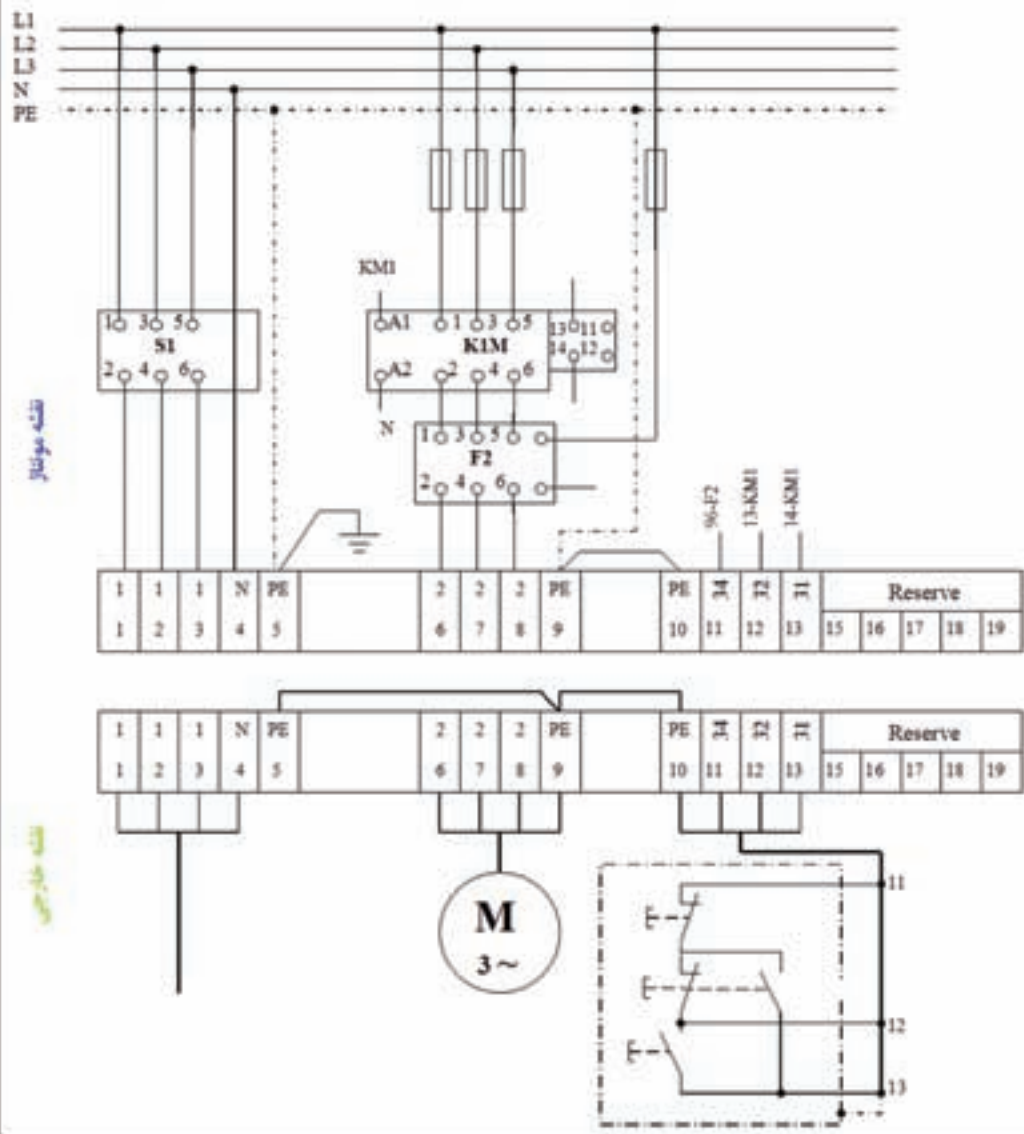 L1
L2
L3
N
PE
KM1
1 3 5
S1
2 4 6
A1 1 3 5
K1M
A2 2 4 6
13 11
14 12
N
1 3 5
F2
2 4 6
نقشه مونتاژ
96-F2
13-KM1
14-KM1
1 1 1 N PE 2 2 2 PE PE 34 32 31 Reserve
1 2 3 4 5 6 7 8 9 10 11 12 13 15 16 17 18 19
1 1 1 N PE 2 2 2 PE PE 34 32 31 Reserve
1 2 3 4 5 6 7 8 9 10 11 12 13 15 16 17 18 19
نقشه خارجی
M
3~
11
12
13